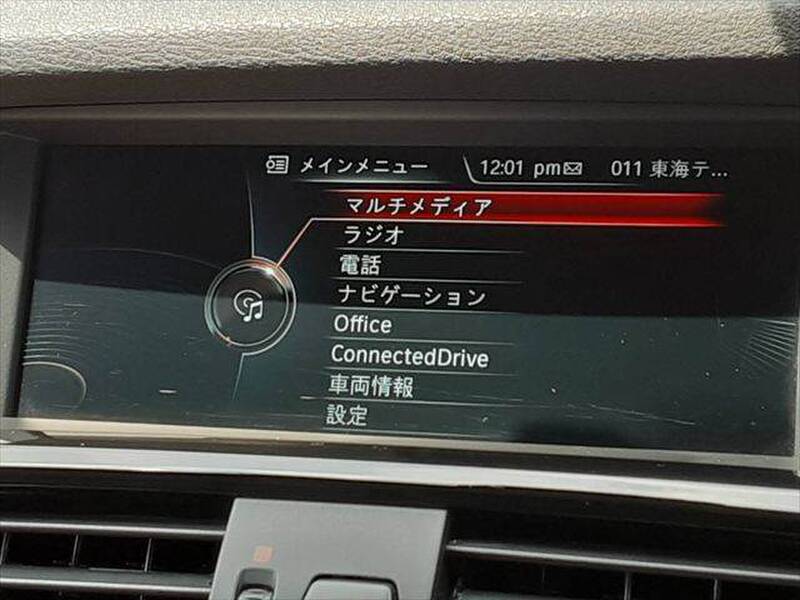 メインメニュー 12:01 pm 011 東海テ...
マルチメディア
ラジオ
電話
ナビゲーション
Office
ConnectedDrive
車両情報
設定